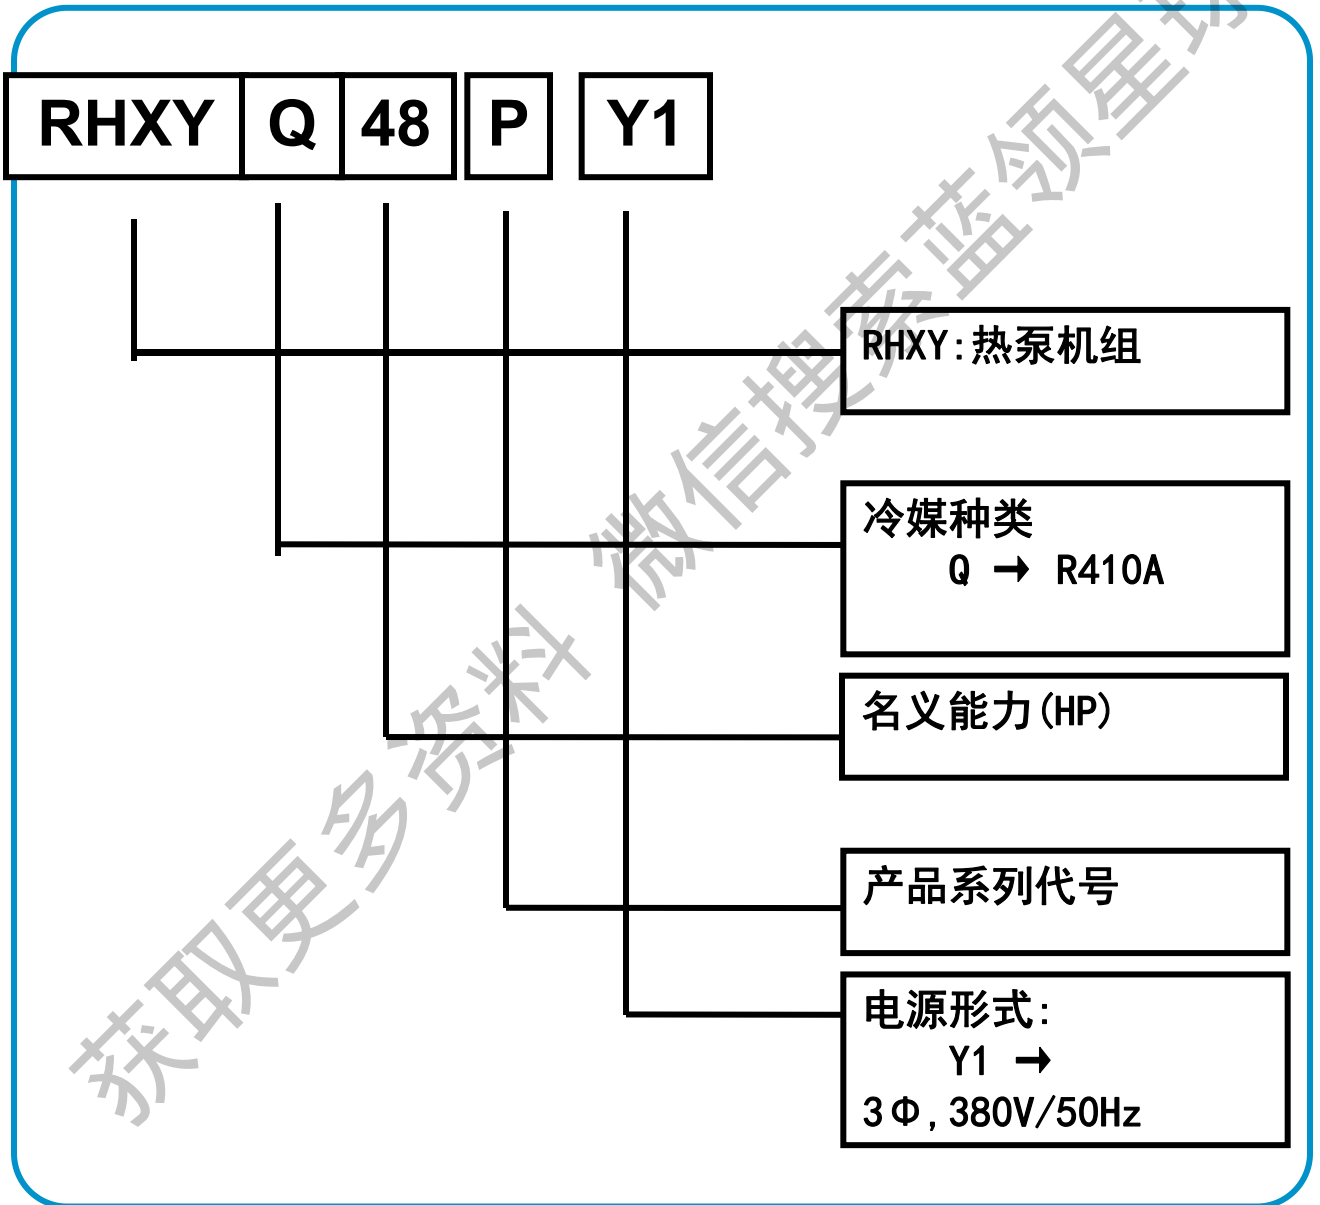 RHXY Q 48 P Y1
RHXY:热泵机组
冷媒种类
Q → R410A
名义能力(HP)
产品系列代号
电源形式:
Y1 →
3Φ,380V/50Hz
获取更多资料 微信搜索蓝领星球